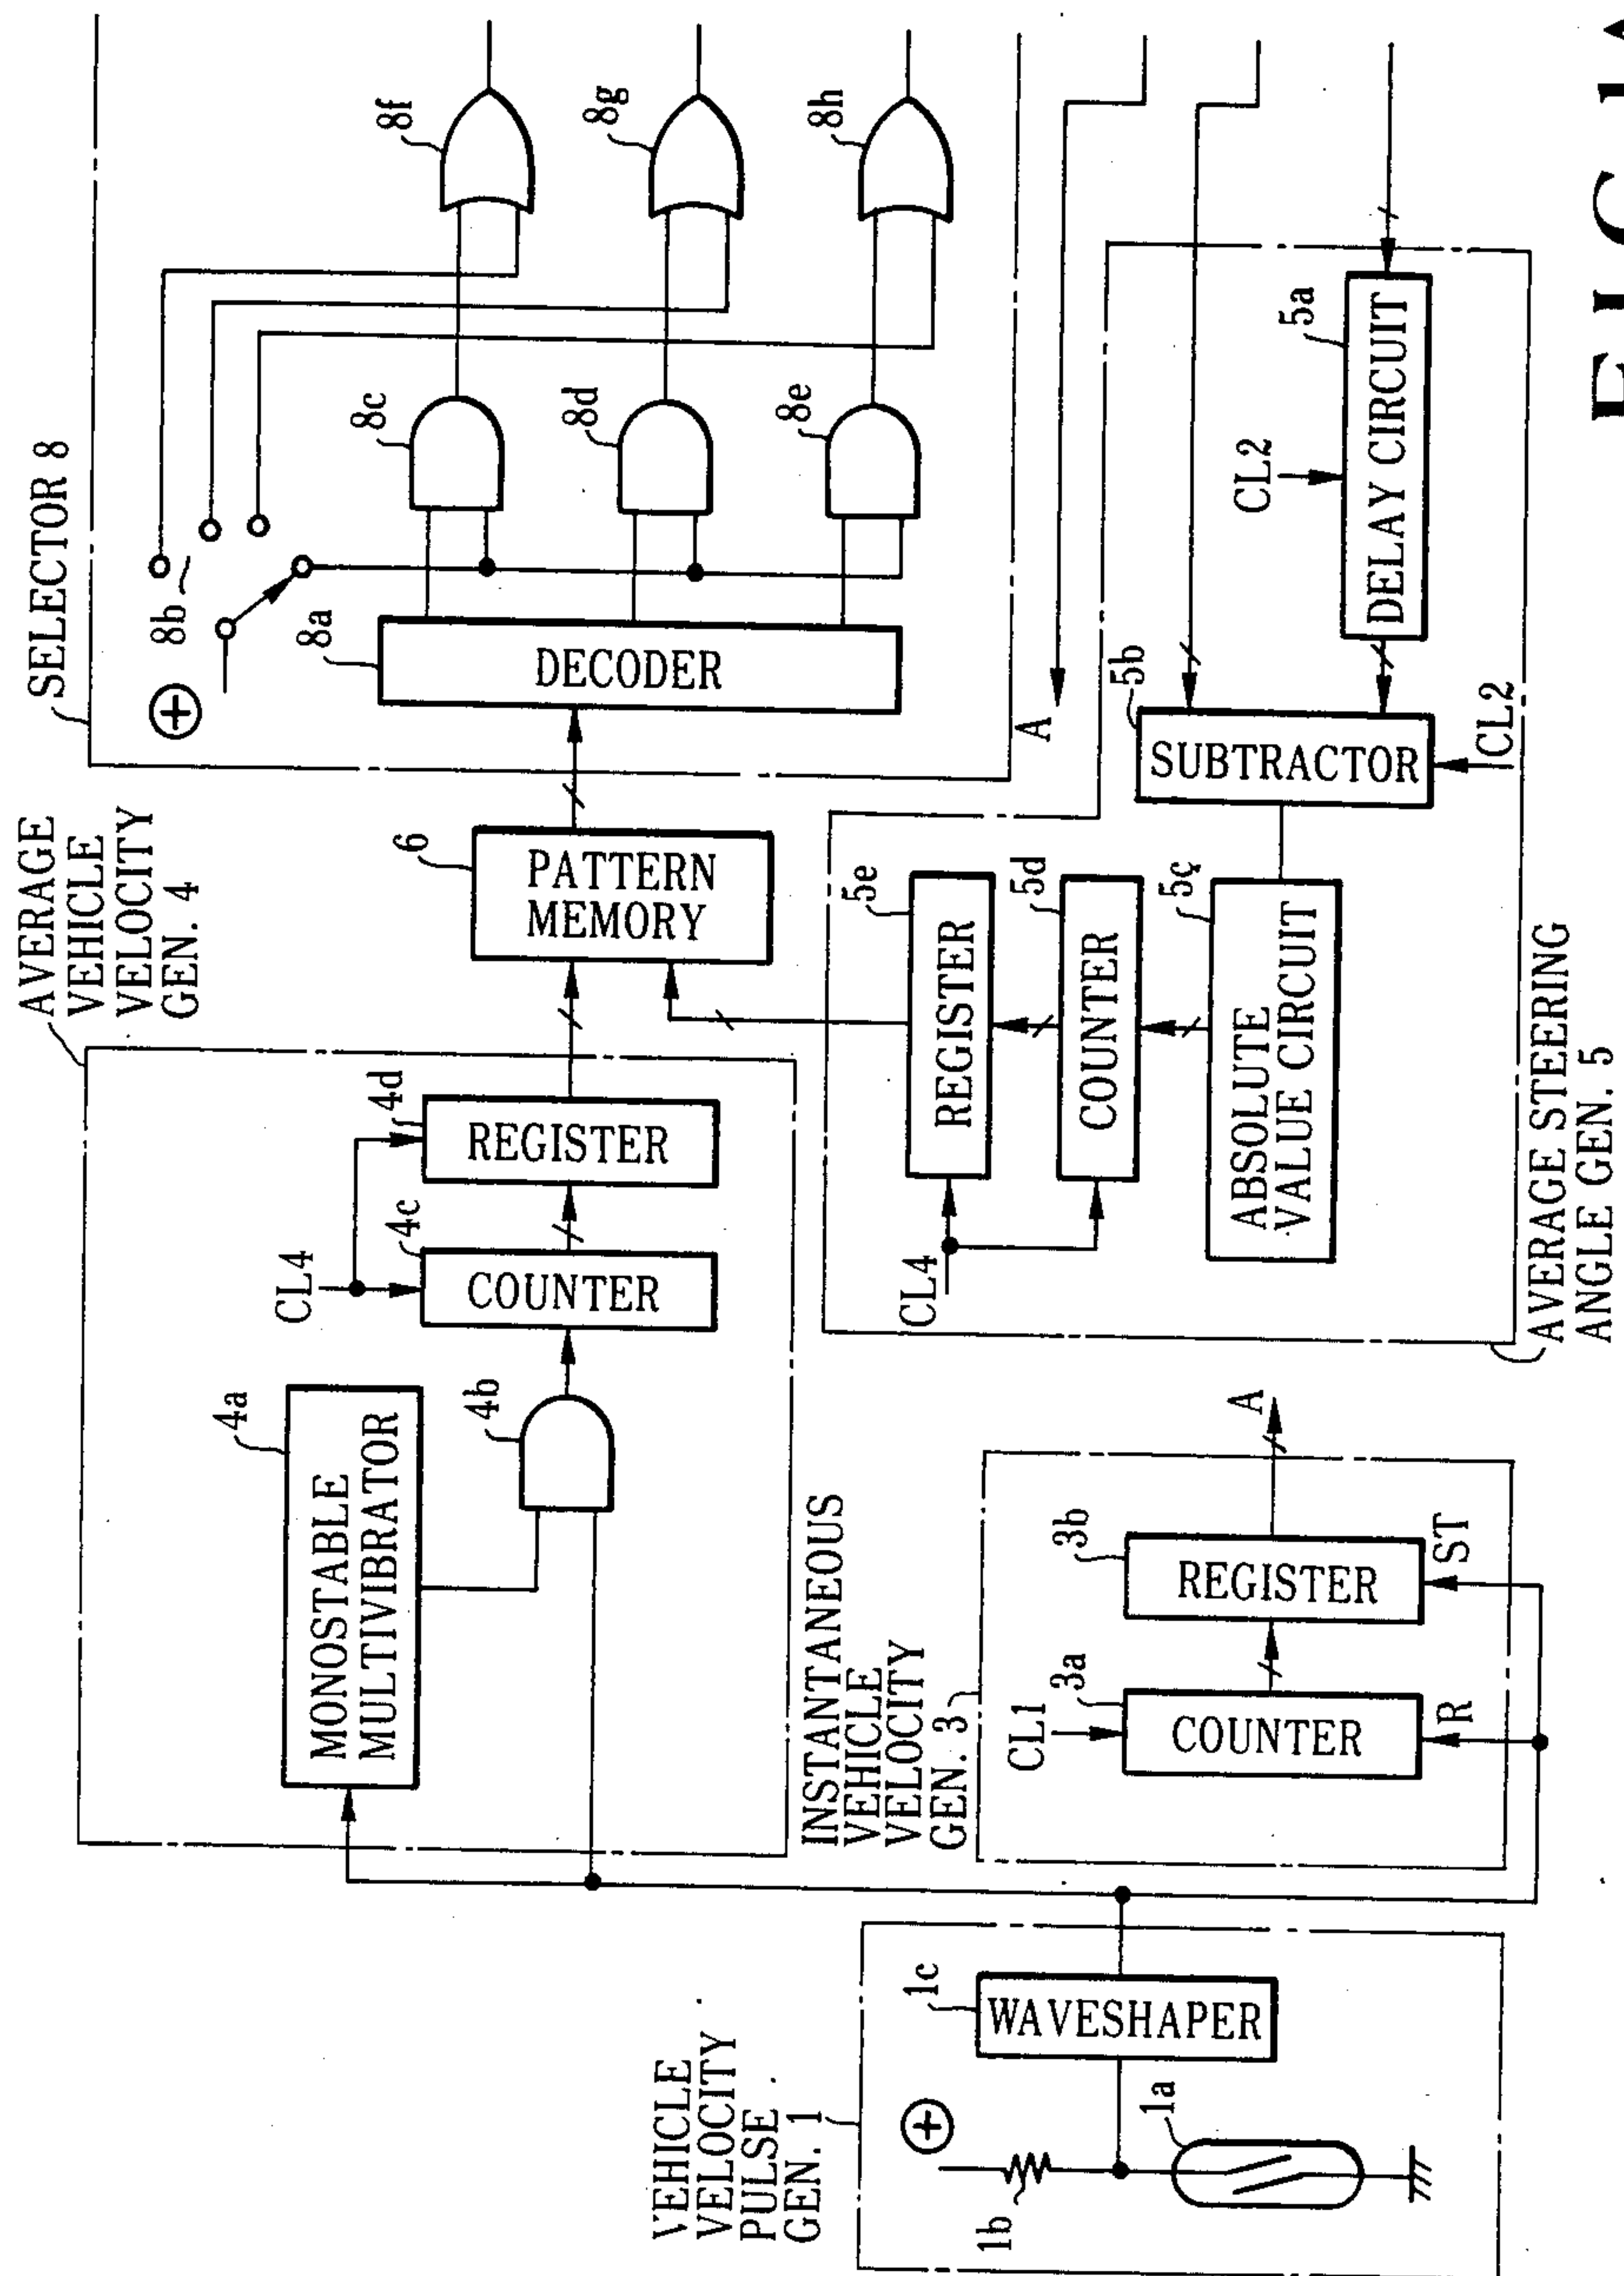 AVERAGE
VEHICLE
VELOCITY
GEN. 4
SELECTOR 8
8b
8a
DECODER
8c
8d
8e
8f
8g
8h
4a
MONOSTABLE
MULTIVIBRATOR
4b
CL4
4c
COUNTER
4d
REGISTER
6
PATTERN
MEMORY
A
VEHICLE
VELOCITY
PULSE
GEN. 1
1b
1a
1c
WAVESHAPER
INSTANTANEOUS
VEHICLE
VELOCITY
GEN. 3
CL1
3a
COUNTER
R
3b
REGISTER
ST
A
CL4
5e
REGISTER
5d
COUNTER
5c
ABSOLUTE
VALUE CIRCUIT
5b
SUBTRACTOR
CL2
CL2
5a
DELAY CIRCUIT
AVERAGE STEERING
ANGLE GEN. 5